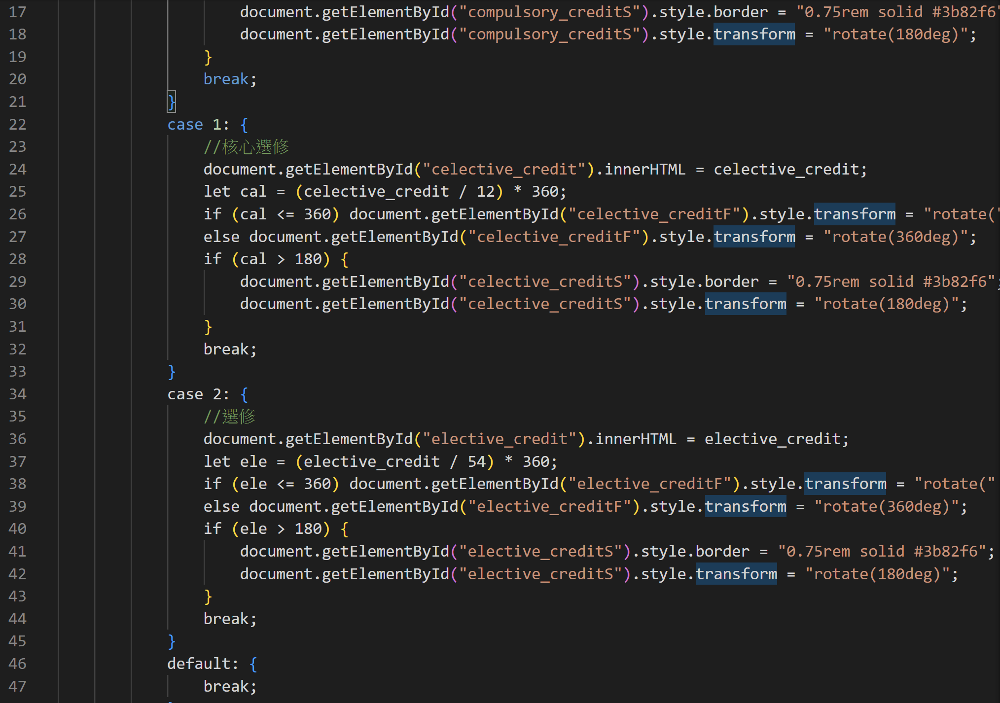 17 document.getElementById("compulsory_creditS").style.border = "0.75rem solid #3b82f6"
18 document.getElementById("compulsory_creditS").style.transform = "rotate(180deg)";
19 }
20 break;
21 }
22 case 1: {
23 //核心選修
24 document.getElementById("celective_credit").innerHTML = celective_credit;
25 let cal = (celective_credit / 12) * 360;
26 if (cal <= 360) document.getElementById("celective_creditF").style.transform = "rotate("
27 else document.getElementById("celective_creditF").style.transform = "rotate(360deg)";
28 if (cal > 180) {
29 document.getElementById("celective_creditS").style.border = "0.75rem solid #3b82f6";
30 document.getElementById("celective_creditS").style.transform = "rotate(180deg)";
31 }
32 break;
33 }
34 case 2: {
35 //選修
36 document.getElementById("elective_credit").innerHTML = elective_credit;
37 let ele = (elective_credit / 54) * 360;
38 if (ele <= 360) document.getElementById("elective_creditF").style.transform = "rotate("
39 else document.getElementById("elective_creditF").style.transform = "rotate(360deg)";
40 if (ele > 180) {
41 document.getElementById("elective_creditS").style.border = "0.75rem solid #3b82f6";
42 document.getElementById("elective_creditS").style.transform = "rotate(180deg)";
43 }
44 break;
45 }
46 default: {
47 break;